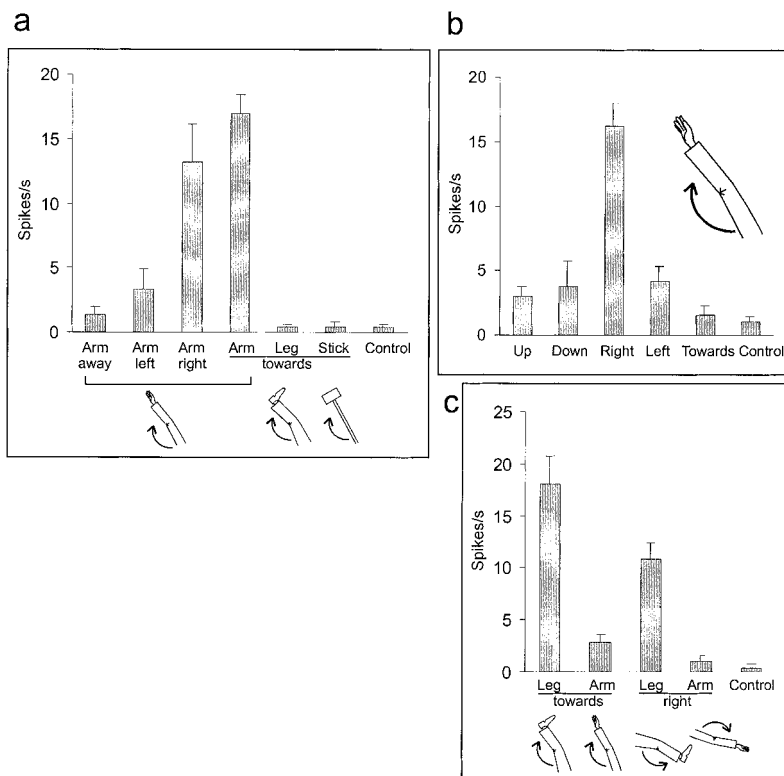 a
20
15
10
5
0
Spikes/s
Arm away
Arm left
Arm right
Arm
Leg
Stick
Control
towards
b
20
15
10
5
0
Spikes/s
Up Down Right Left Towards Control
c
25
20
15
10
5
0
Spikes/s
Leg Arm Leg Arm Control
towards right